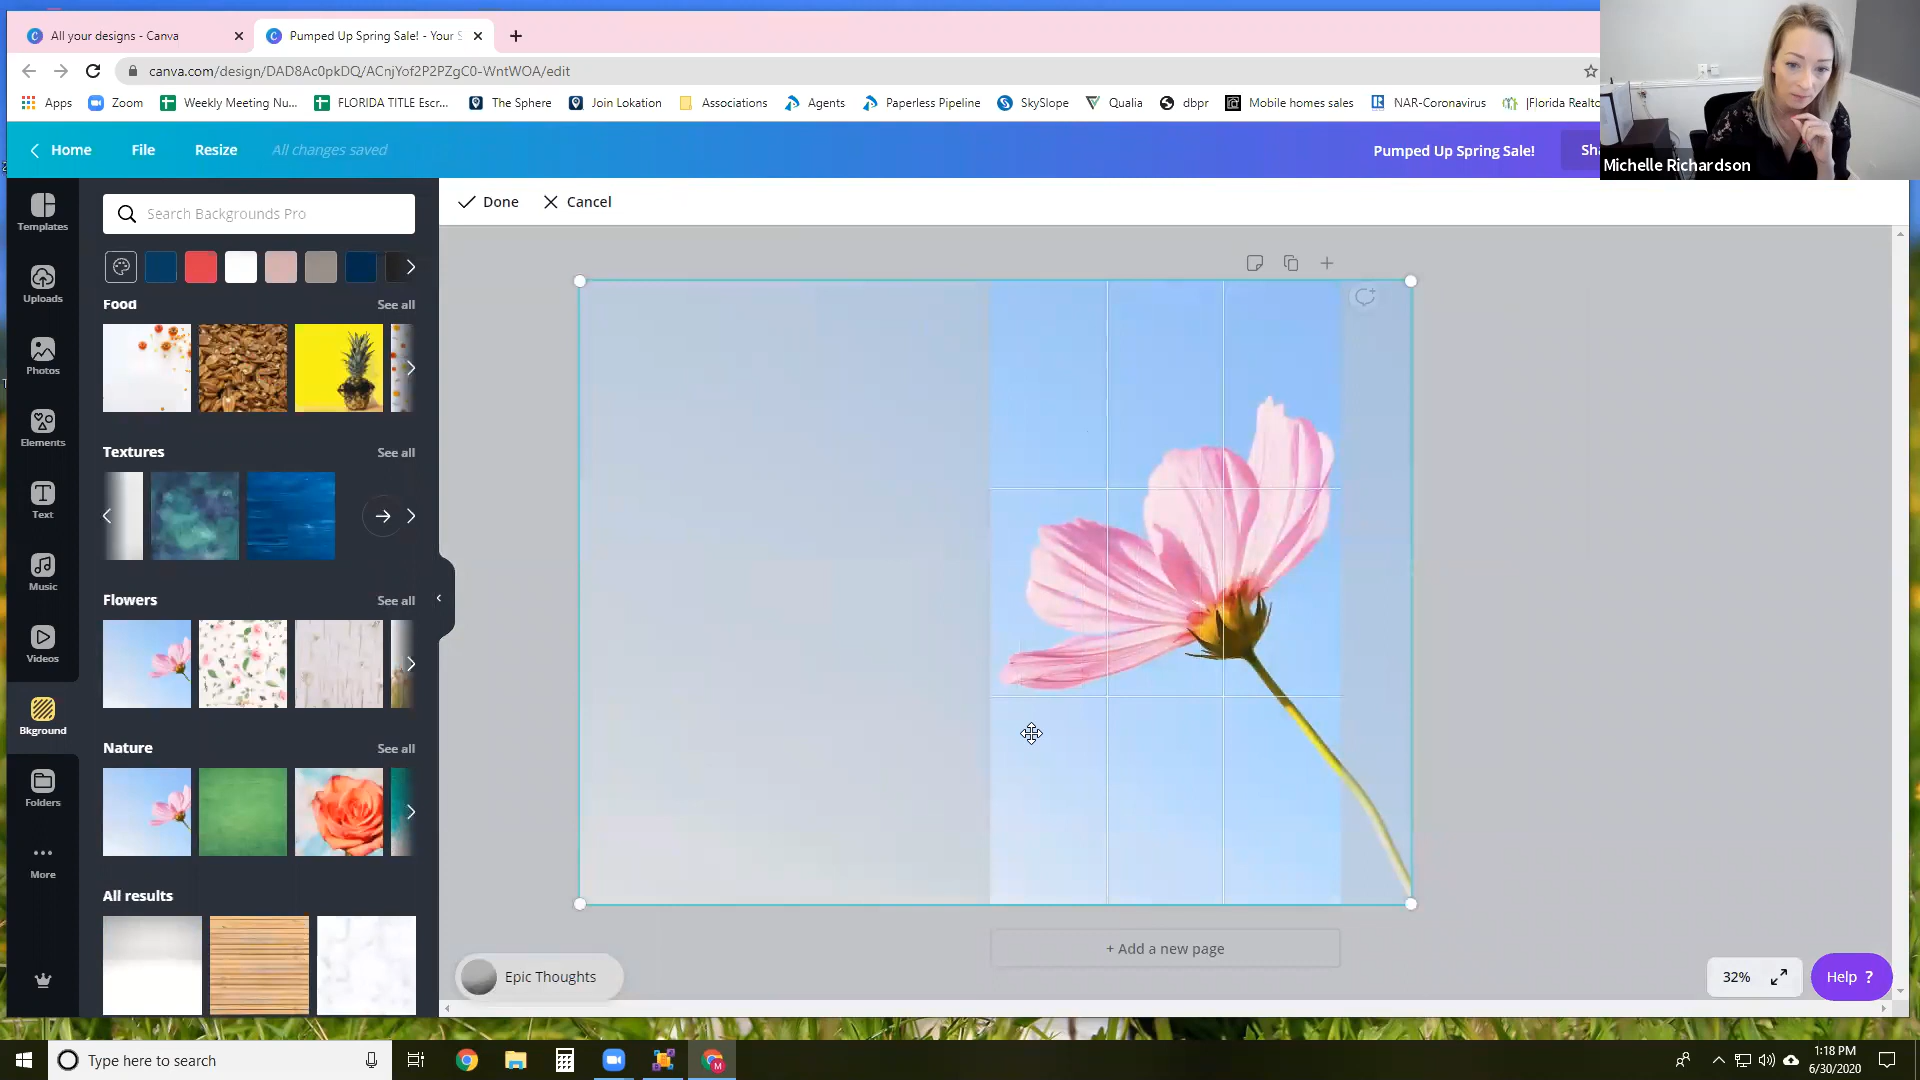 All your designs - Canva
Pumped Up Spring Sale! - Your S
canva.com/design/DAD8Ac0pkDQ/ACnjYof2P2PZgC0-WntWOA/edit
Apps
Zoom
Weekly Meeting Nu...
FLORIDA TITLE Escr...
The Sphere
Join Lokation
Associations
Agents
Paperless Pipeline
SkySlope
Qualia
dbpr
Mobile homes sales
NAR-Coronavirus
|Florida Realto
Michelle Richardson
Home
File
Resize
All changes saved
Pumped Up Spring Sale!
Sh
Templates
Uploads
Photos
Elements
Text
Music
Videos
Bkground
Folders
More
Search Backgrounds Pro
Food
See all
Textures
See all
Flowers
See all
Nature
See all
All results
Done
Cancel
+ Add a new page
Epic Thoughts
32%
Help ?
Type here to search
1:18 PM
6/30/2020